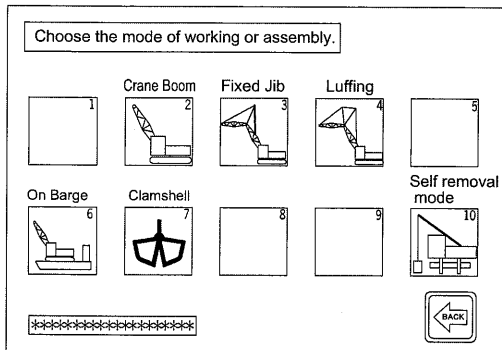 Choose the mode of working or assembly.
Crane Boom Fixed Jib Luffing
1 2 3 4 5
On Barge Clamshell Self removal mode
6 7 8 9 10
BACK
********************